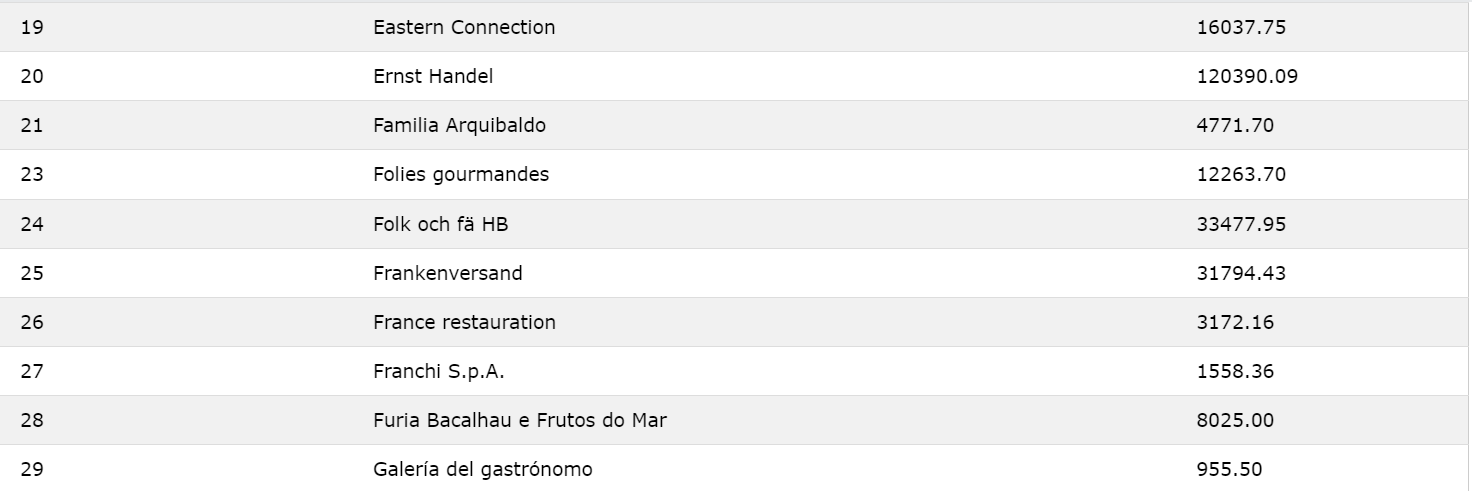 19 Eastern Connection 16037.75
20 Ernst Handel 120390.09
21 Familia Arquibaldo 4771.70
23 Folies gourmandes 12263.70
24 Folk och fä HB 33477.95
25 Frankenversand 31794.43
26 France restauration 3172.16
27 Franchi S.p.A. 1558.36
28 Furia Bacalhau e Frutos do Mar 8025.00
29 Galería del gastrónomo 955.50